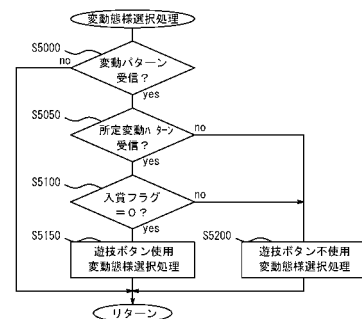 変動態様選択処理
S5000
no
変動パターン
受信？
yes
S5050
所定変動パターン
受信？
no
yes
S5100
入賞フラグ
＝０？
no
yes
S5150
遊技ボタン使用
変動態様選択処理
S5200
遊技ボタン不使用
変動態様選択処理
リターン